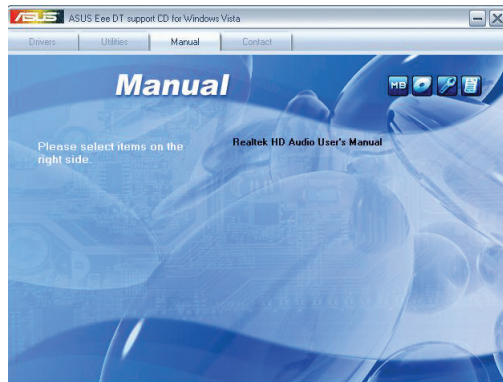 ASUS ASUS Eee DT support CD for Windows Vista
Drivers Utilities Manual Contact
Manual
MB
Please select items on the
right side.
Realtek HD Audio User's Manual